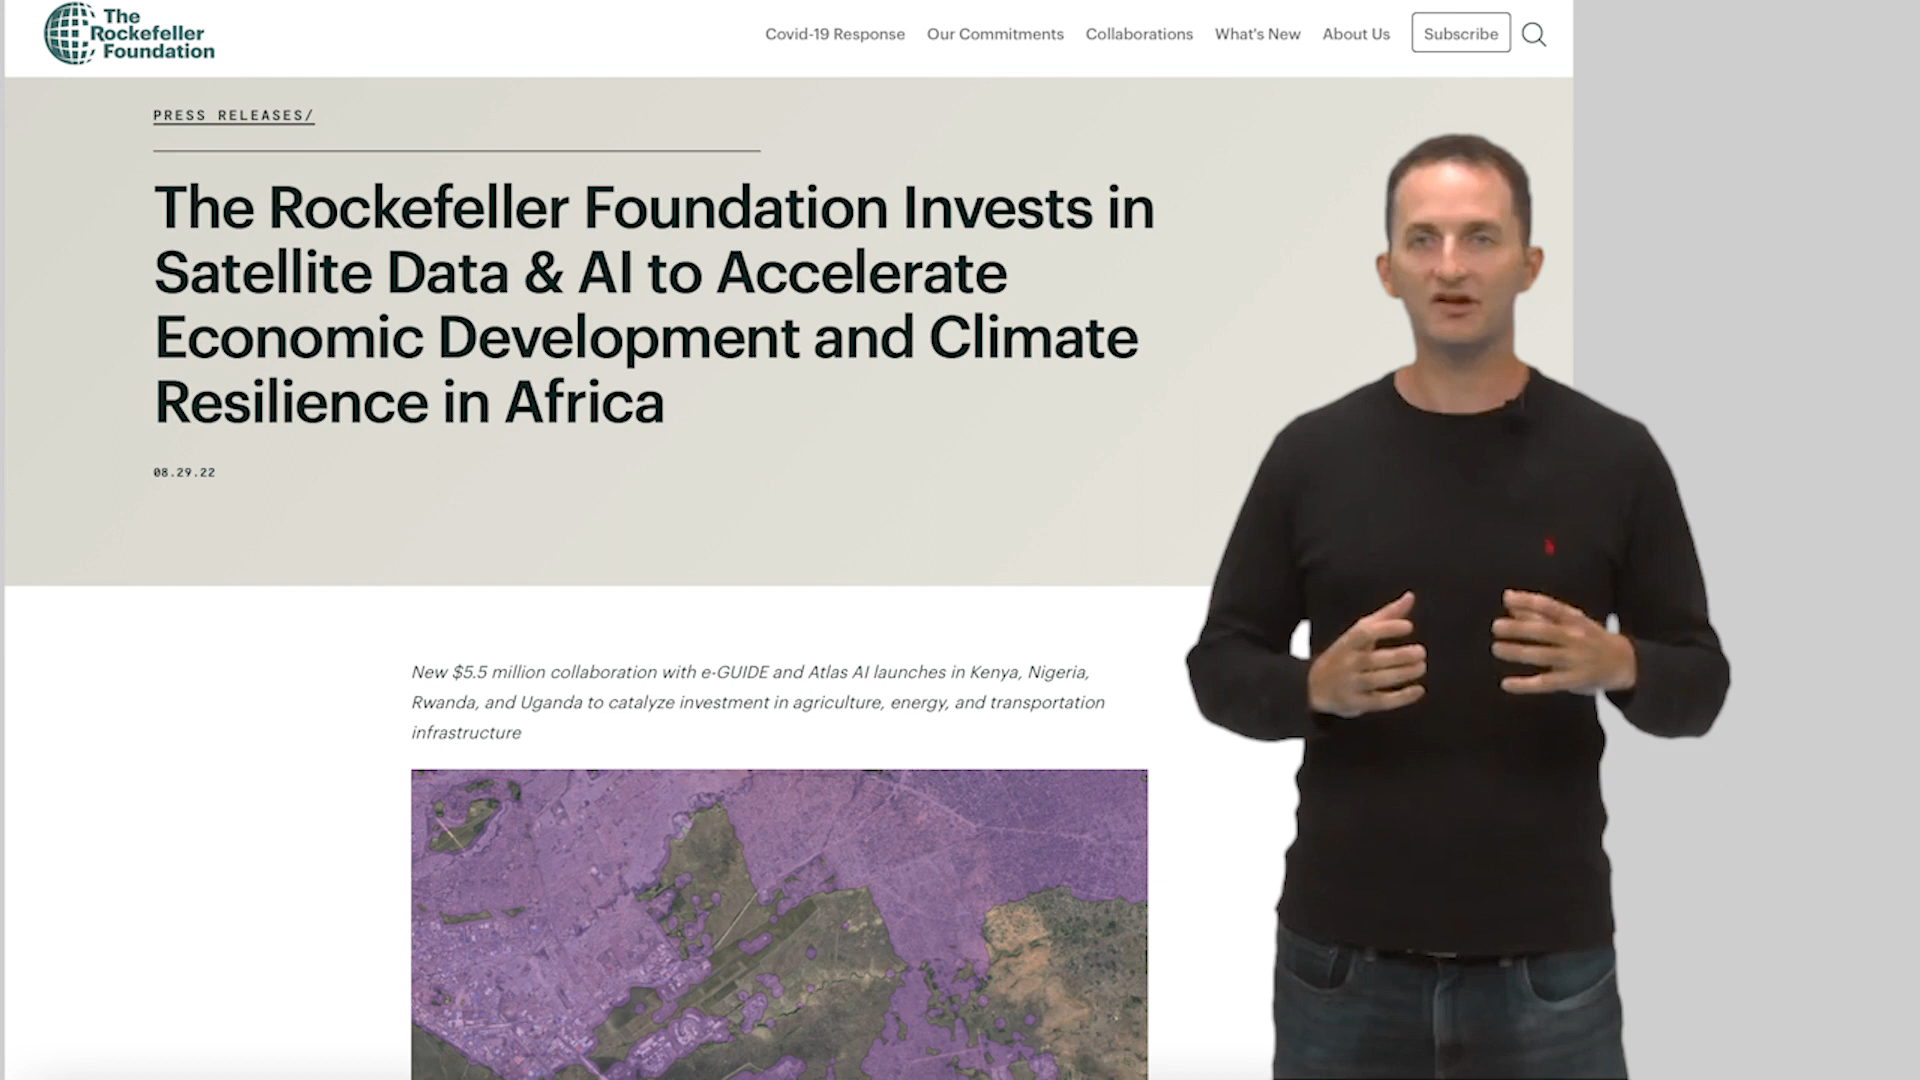 The
Rockefeller
Foundation
Covid-19 Response Our Commitments Collaborations What's New About Us Subscribe
PRESS RELEASES/
The Rockefeller Foundation Invests in
Satellite Data & AI to Accelerate
Economic Development and Climate
Resilience in Africa
08.29.22
New $5.5 million collaboration with e-GUIDE and Atlas AI launches in Kenya, Nigeria,
Rwanda, and Uganda to catalyze investment in agriculture, energy, and transportation
infrastructure